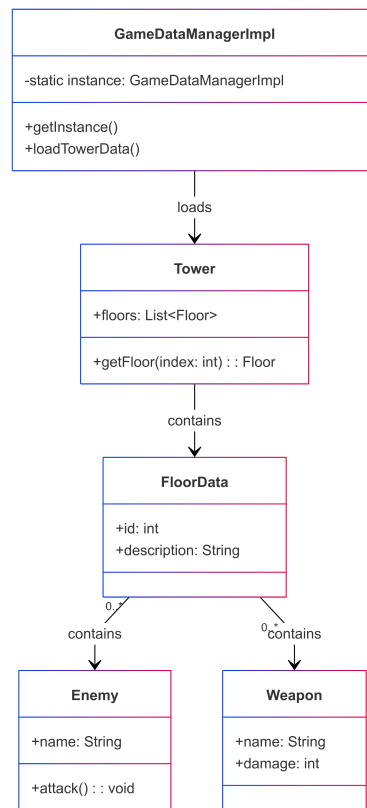 GameDataManagerImpl
-static instance: GameDataManagerImpl
+getInstance()
+loadTowerData()
loads
Tower
+floors: List<Floor>
+getFloor(index: int) : : Floor
contains
FloorData
+id: int
+description: String
0..*
0..*
contains
contains
Enemy
+name: String
+attack() : : void
Weapon
+name: String
+damage: int